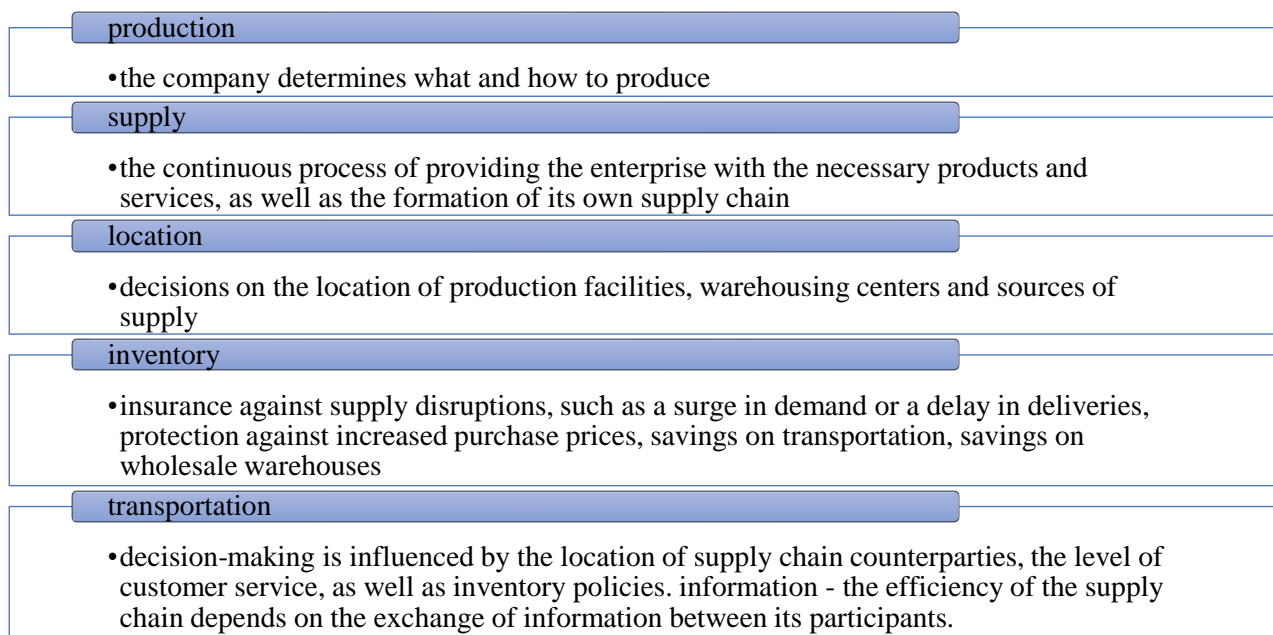 production
•the company determines what and how to produce
supply
•the continuous process of providing the enterprise with the necessary products and
services, as well as the formation of its own supply chain
location
•decisions on the location of production facilities, warehousing centers and sources of
supply
inventory
•insurance against supply disruptions, such as a surge in demand or a delay in deliveries,
protection against increased purchase prices, savings on transportation, savings on
wholesale warehouses
transportation
•decision-making is influenced by the location of supply chain counterparties, the level of
customer service, as well as inventory policies. information - the efficiency of the supply
chain depends on the exchange of information between its participants.